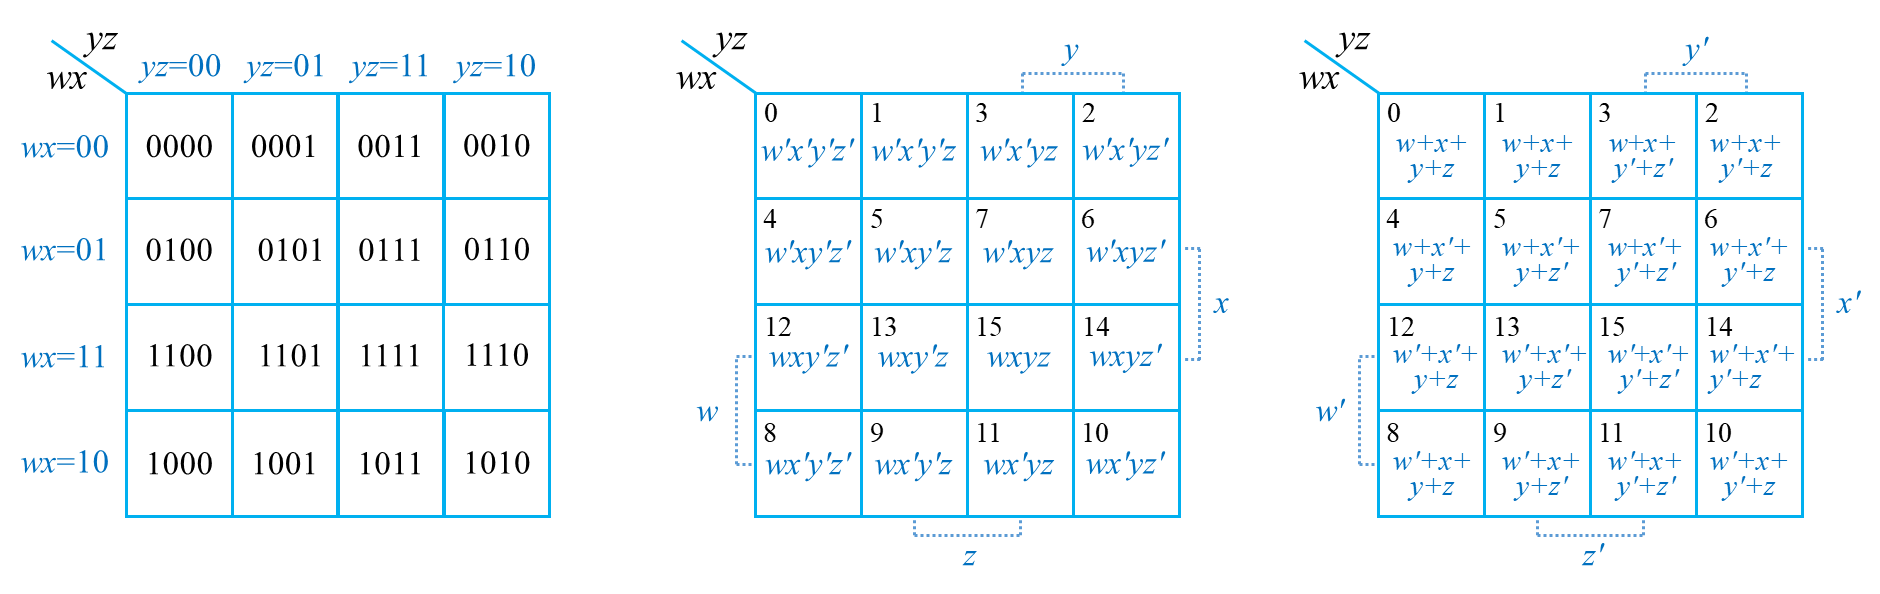 yz
wx
yz=00 yz=01 yz=11 yz=10
wx=00 0000 0001 0011 0010
wx=01 0100 0101 0111 0110
wx=11 1100 1101 1111 1110
wx=10 1000 1001 1011 1010
yz
wx
y
0 1 3 2
w'x'y'z' w'x'y'z w'x'yz w'x'yz'
4 5 7 6
w'xy'z' w'xy'z w'xyz w'xyz'
x
12 13 15 14
wxy'z' wxy'z wxyz wxyz'
w
8 9 11 10
wx'y'z' wx'y'z wx'yz wx'yz'
z
yz
wx
y'
0 1 3 2
w+x+ w+x+ w+x+ w+x+
y+z y+z y'+z' y'+z
4 5 7 6
w+x'+ w+x'+ w+x'+ w+x'+
y+z y+z' y'+z' y'+z
x'
12 13 15 14
w'+x'+ w'+x'+ w'+x'+ w'+x'+
y+z y+z' y'+z' y'+z
w'
8 9 11 10
w'+x+ w'+x+ w'+x+ w'+x+
y+z y+z' y'+z' y'+z
z'